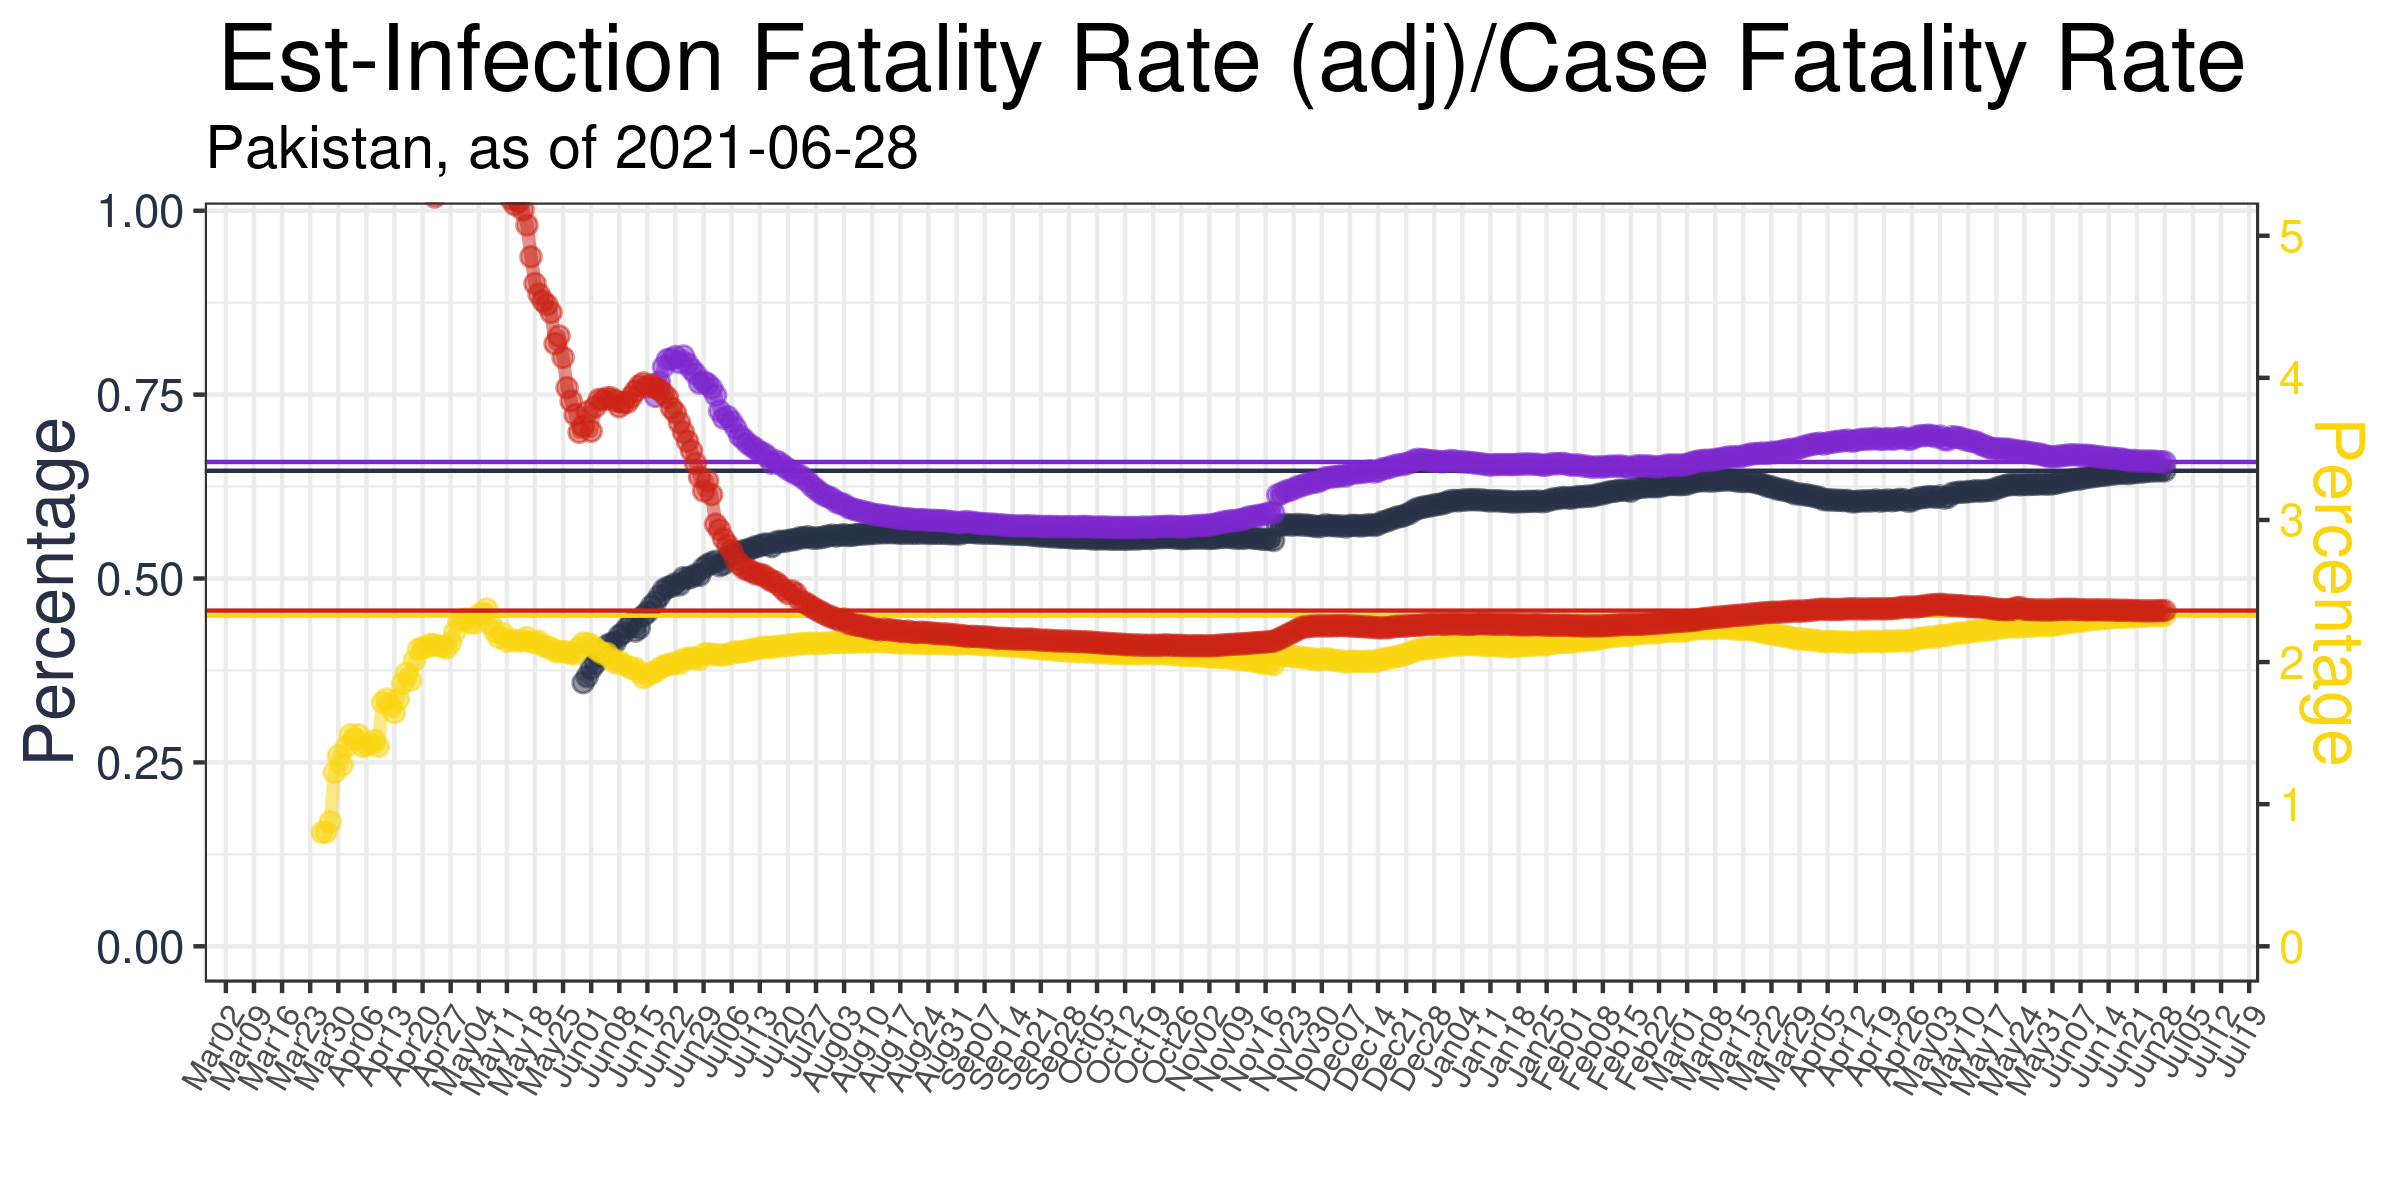 Est-Infection Fatality Rate (adj)/Case Fatality Rate
Pakistan, as of 2021-06-28
Percentage
1.00
0.75
0.50
0.25
0.00
5
4
3
2
1
0
Percentage
Mar02 Mar09 Mar16 Mar23 Mar30 Apr06 Apr13 Apr20 Apr27 May04 May11 May18 May25 Jun01 Jun08 Jun15 Jun22 Jun29 Jul06 Jul13 Jul20 Jul27 Aug03 Aug10 Aug17 Aug24 Aug31 Sep07 Sep14 Sep21 Sep28 Oct05 Oct12 Oct19 Oct26 Nov02 Nov09 Nov16 Nov23 Nov30 Dec07 Dec14 Dec21 Dec28 Jan04 Jan11 Jan18 Jan25 Feb01 Feb08 Feb15 Feb22 Mar01 Mar08 Mar15 Mar22 Mar29 Apr05 Apr12 Apr19 Apr26 May03 May10 May17 May24 May31 Jun07 Jun14 Jun21 Jun28 Jul05 Jul12 Jul19